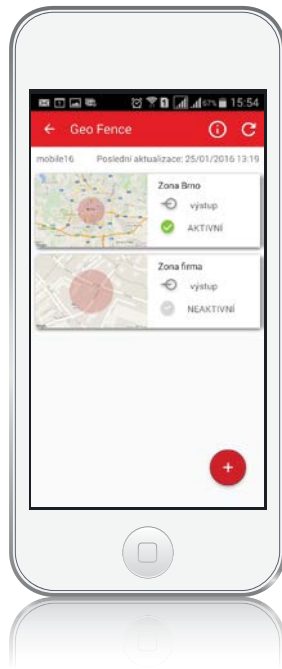 67% 15:54
Geo Fence
mobile16 Poslední aktualizace: 25/01/2016 13:19
Zona Brno
výstup
AKTIVNÍ
Zona firma
výstup
NEAKTIVNÍ
+